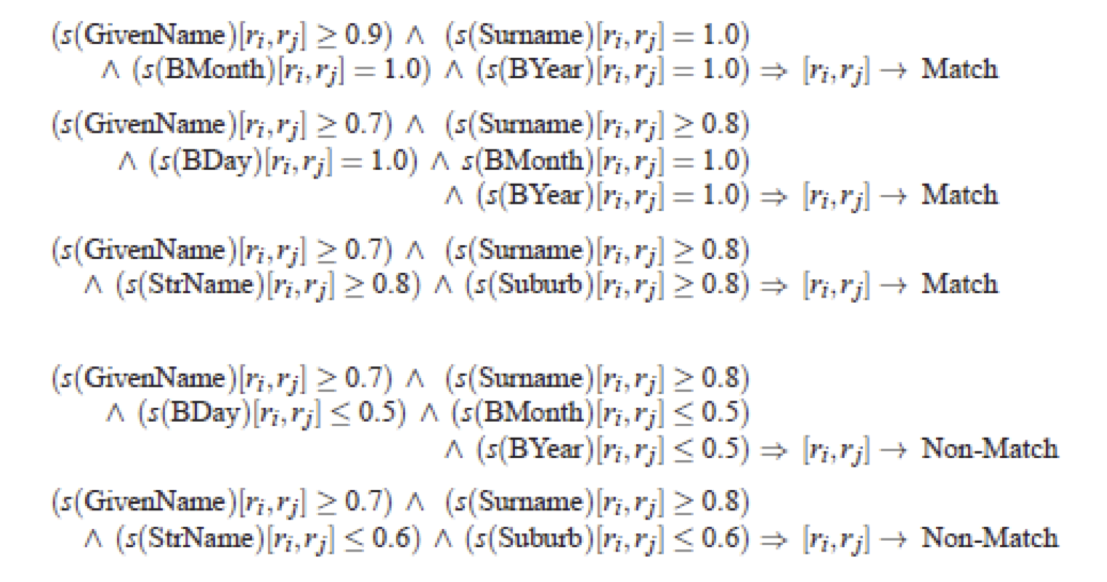 (s(GivenName)[rᵢ,rⱼ] ≥ 0.9) ∧ (s(Surname)[rᵢ,rⱼ] = 1.0)
∧ (s(BMonth)[rᵢ,rⱼ] = 1.0) ∧ (s(BYear)[rᵢ,rⱼ] = 1.0) ⇒ [rᵢ,rⱼ] → Match
(s(GivenName)[rᵢ,rⱼ] ≥ 0.7) ∧ (s(Surname)[rᵢ,rⱼ] ≥ 0.8)
∧ (s(BDay)[rᵢ,rⱼ] = 1.0) ∧ s(BMonth)[rᵢ,rⱼ] = 1.0)
∧ (s(BYear)[rᵢ,rⱼ] = 1.0) ⇒ [rᵢ,rⱼ] → Match
(s(GivenName)[rᵢ,rⱼ] ≥ 0.7) ∧ (s(Surname)[rᵢ,rⱼ] ≥ 0.8)
∧ (s(StrName)[rᵢ,rⱼ] ≥ 0.8) ∧ (s(Suburb)[rᵢ,rⱼ] ≥ 0.8) ⇒ [rᵢ,rⱼ] → Match
(s(GivenName)[rᵢ,rⱼ] ≥ 0.7) ∧ (s(Surname)[rᵢ,rⱼ] ≥ 0.8)
∧ (s(BDay)[rᵢ,rⱼ] ≤ 0.5) ∧ (s(BMonth)[rᵢ,rⱼ] ≤ 0.5)
∧ (s(BYear)[rᵢ,rⱼ] ≤ 0.5) ⇒ [rᵢ,rⱼ] → Non-Match
(s(GivenName)[rᵢ,rⱼ] ≥ 0.7) ∧ (s(Surname)[rᵢ,rⱼ] ≥ 0.8)
∧ (s(StrName)[rᵢ,rⱼ] ≤ 0.6) ∧ (s(Suburb)[rᵢ,rⱼ] ≤ 0.6) ⇒ [rᵢ,rⱼ] → Non-Match